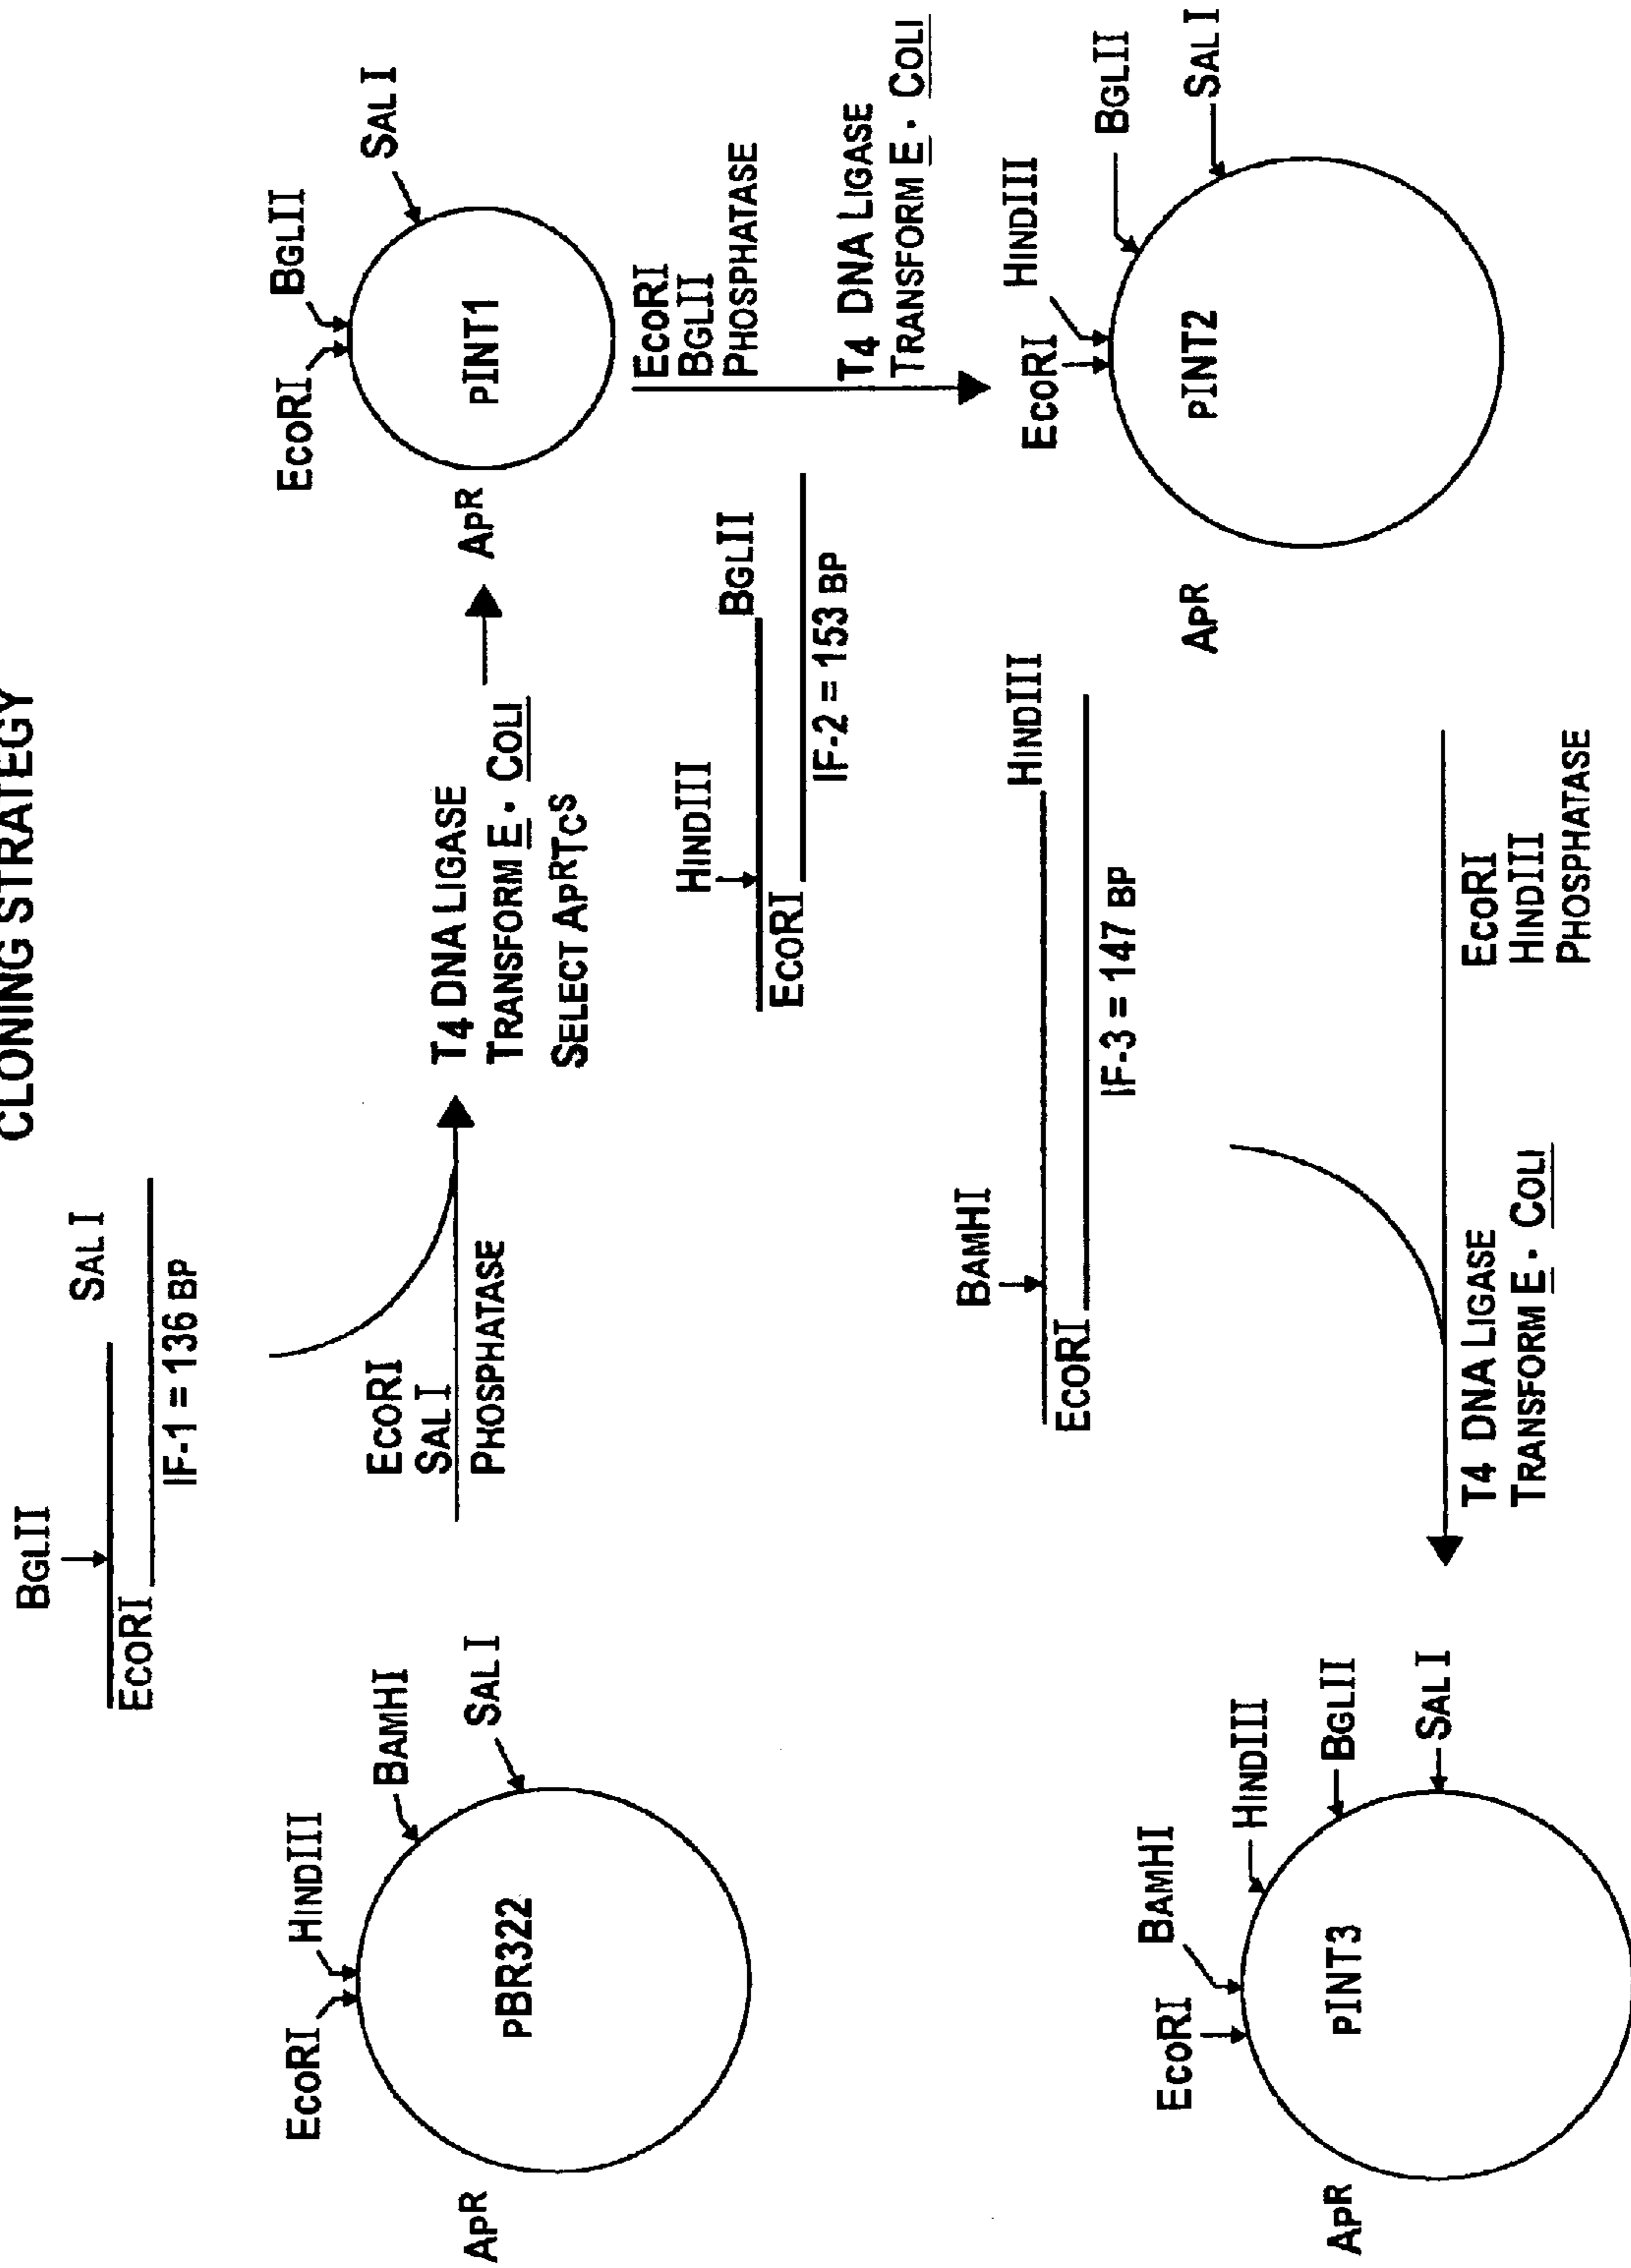 CLONING STRATEGY
BGLII
SAL I
ECORI
IF-1 = 136 BP
ECORI
HINDIII
BAMHI
SAL I
PBR322
APR
ECORI
SAL I
PHOSPHATASE
T4 DNA LIGASE
TRANSFORM E. COLI
SELECT APRTCS
APR
ECORI
BGLII
SAL I
PINT1
ECORI
BGLII
PHOSPHATASE
T4 DNA LIGASE
TRANSFORM E. COLI
HINDIII
BGLII
ECORI
IF-2 = 153 BP
ECORI
HINDIII
BGLII
SAL I
PINT2
APR
BAMHI
HINDIII
ECORI
IF-3 = 147 BP
ECORI
HINDIII
PHOSPHATASE
T4 DNA LIGASE
TRANSFORM E. COLI
ECORI
BAMHI
HINDIII
BGLII
SAL I
PINT3
APR